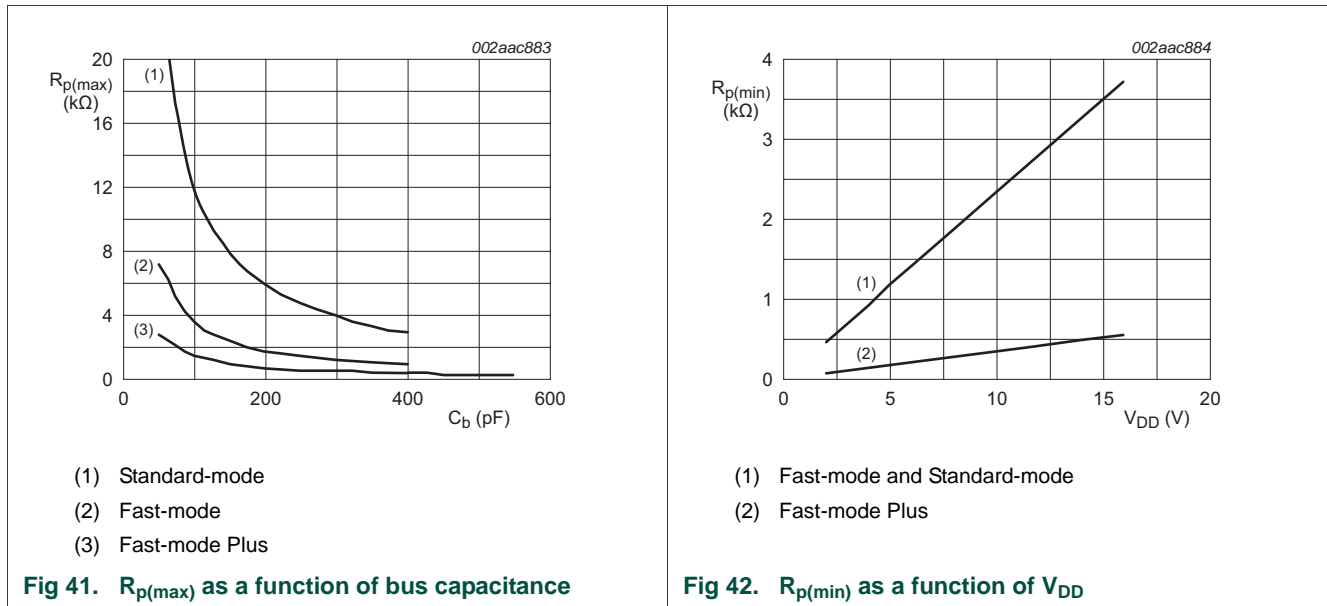 002aac883
20
16
12
8
4
0
Rp(max)
(kΩ)
(1)
(2)
(3)
0
200
400
600
Cb (pF)
(1) Standard-mode
(2) Fast-mode
(3) Fast-mode Plus
Fig 41. Rp(max) as a function of bus capacitance
002aac884
4
3
2
1
0
Rp(min)
(kΩ)
(1)
(2)
0
5
10
15
20
VDD (V)
(1) Fast-mode and Standard-mode
(2) Fast-mode Plus
Fig 42. Rp(min) as a function of VDD